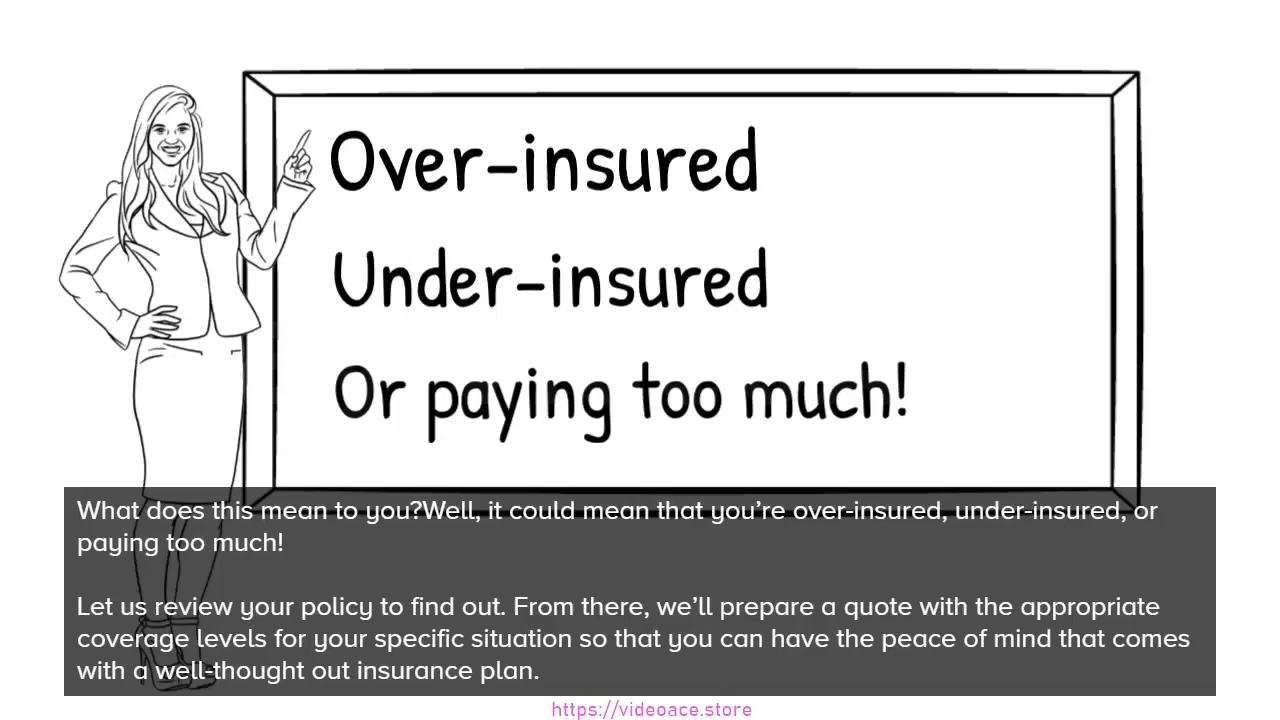 Over-insured
Under-insured
Or paying too much!
What does this mean to you?Well, it could mean that you’re over-insured, under-insured, or
paying too much!
Let us review your policy to find out. From there, we’ll prepare a quote with the appropriate
coverage levels for your specific situation so that you can have the peace of mind that comes
with a well-thought out insurance plan.
https://videoace.store